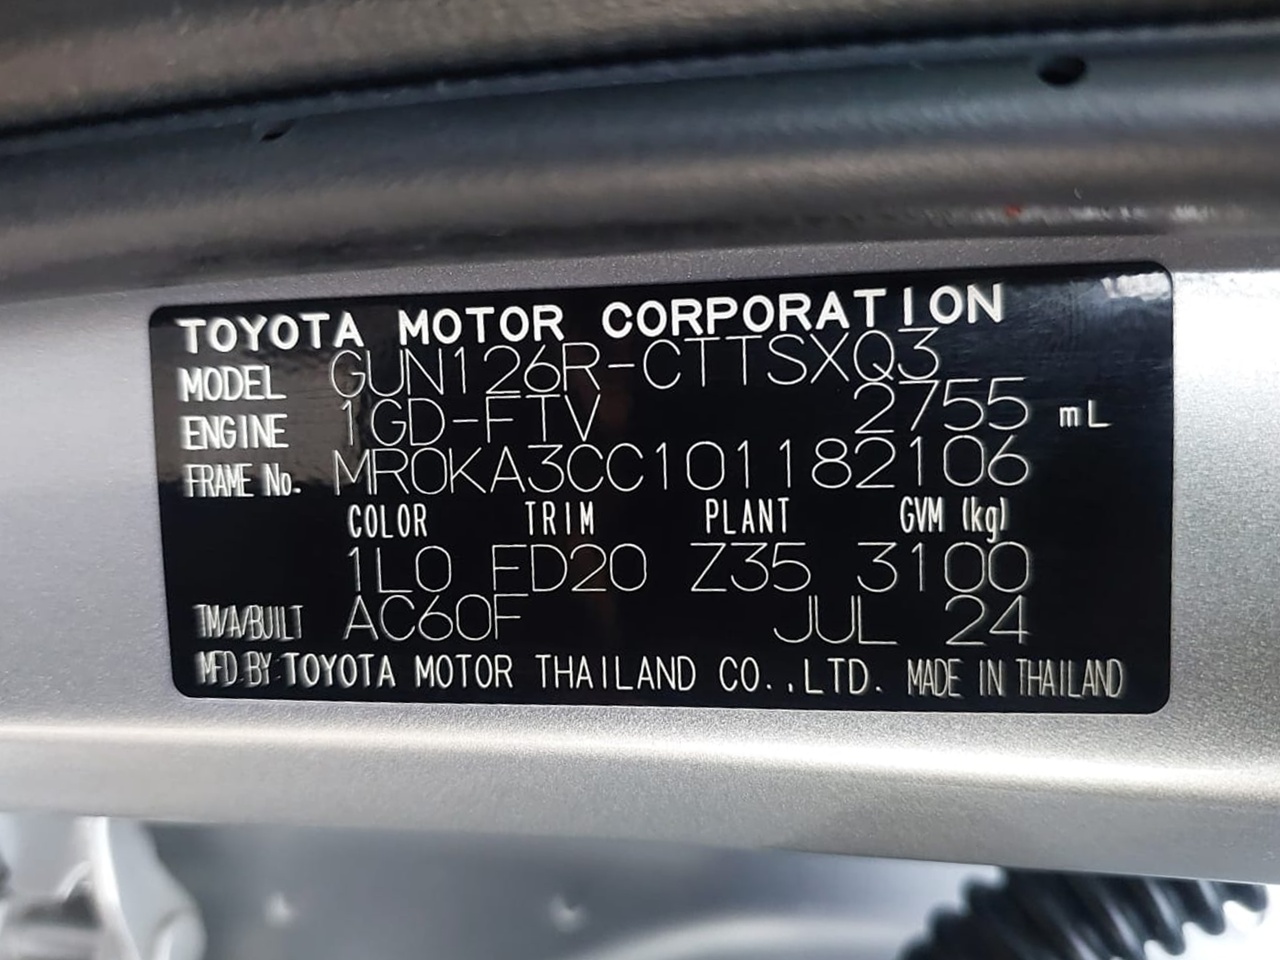 TOYOTA MOTOR CORPORATION
MODEL GUN126R-CTTSXQ3
ENGINE 1GD-FTV 2755 mL
FRAME No. MR0KA3CC101182106
COLOR TRIM PLANT GVM (kg)
1L0 FD20 Z35 3100
TM/A/BUILT AC60F JUL 24
MFD BY TOYOTA MOTOR THAILAND CO.,LTD. MADE IN THAILAND